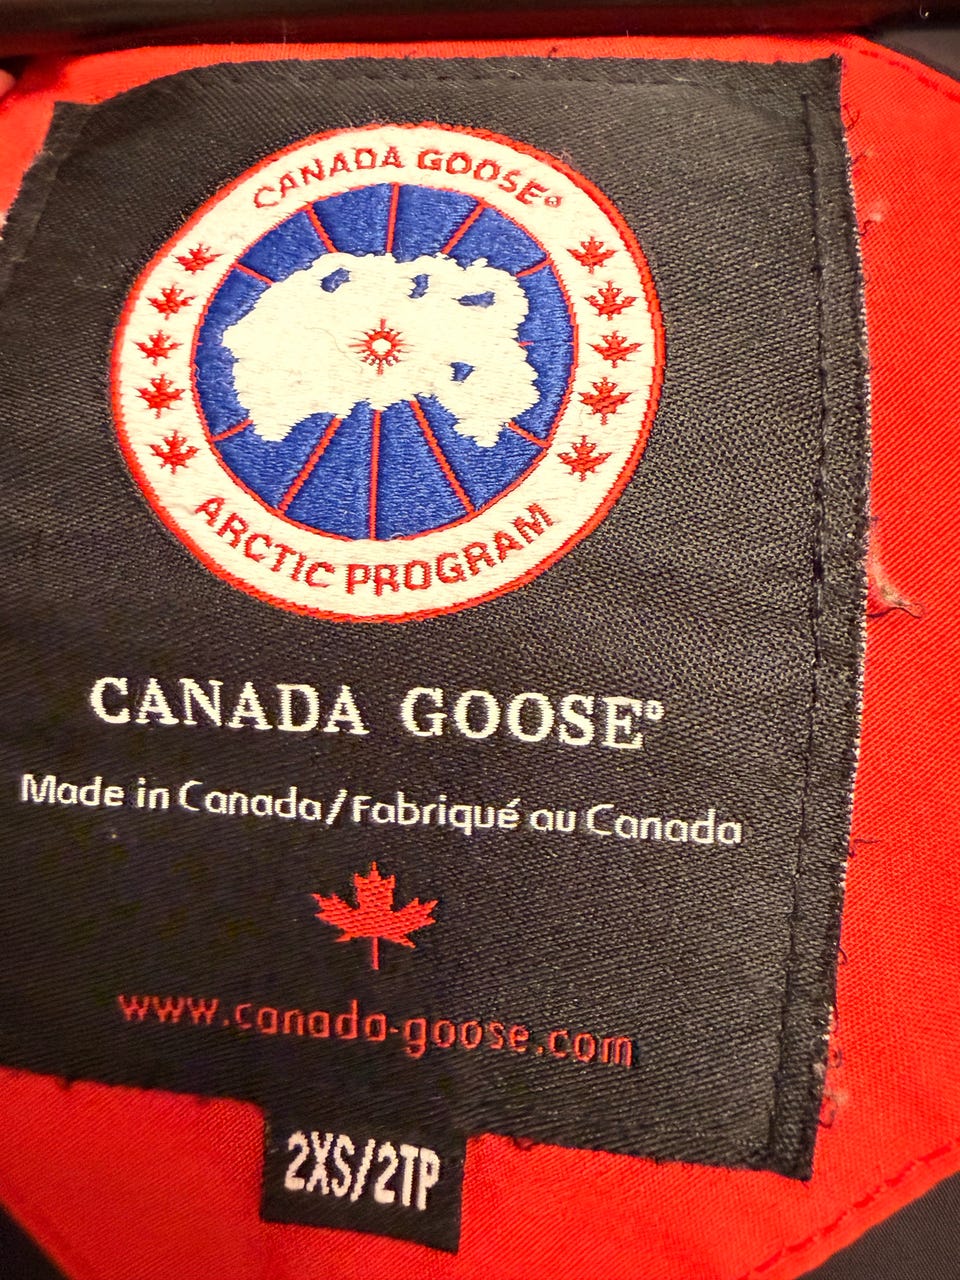 CANADA GOOSE®
ARCTIC PROGRAM
CANADA GOOSE®
Made in Canada/Fabriqué au Canada
www.canada-goose.com
2XS/2TP